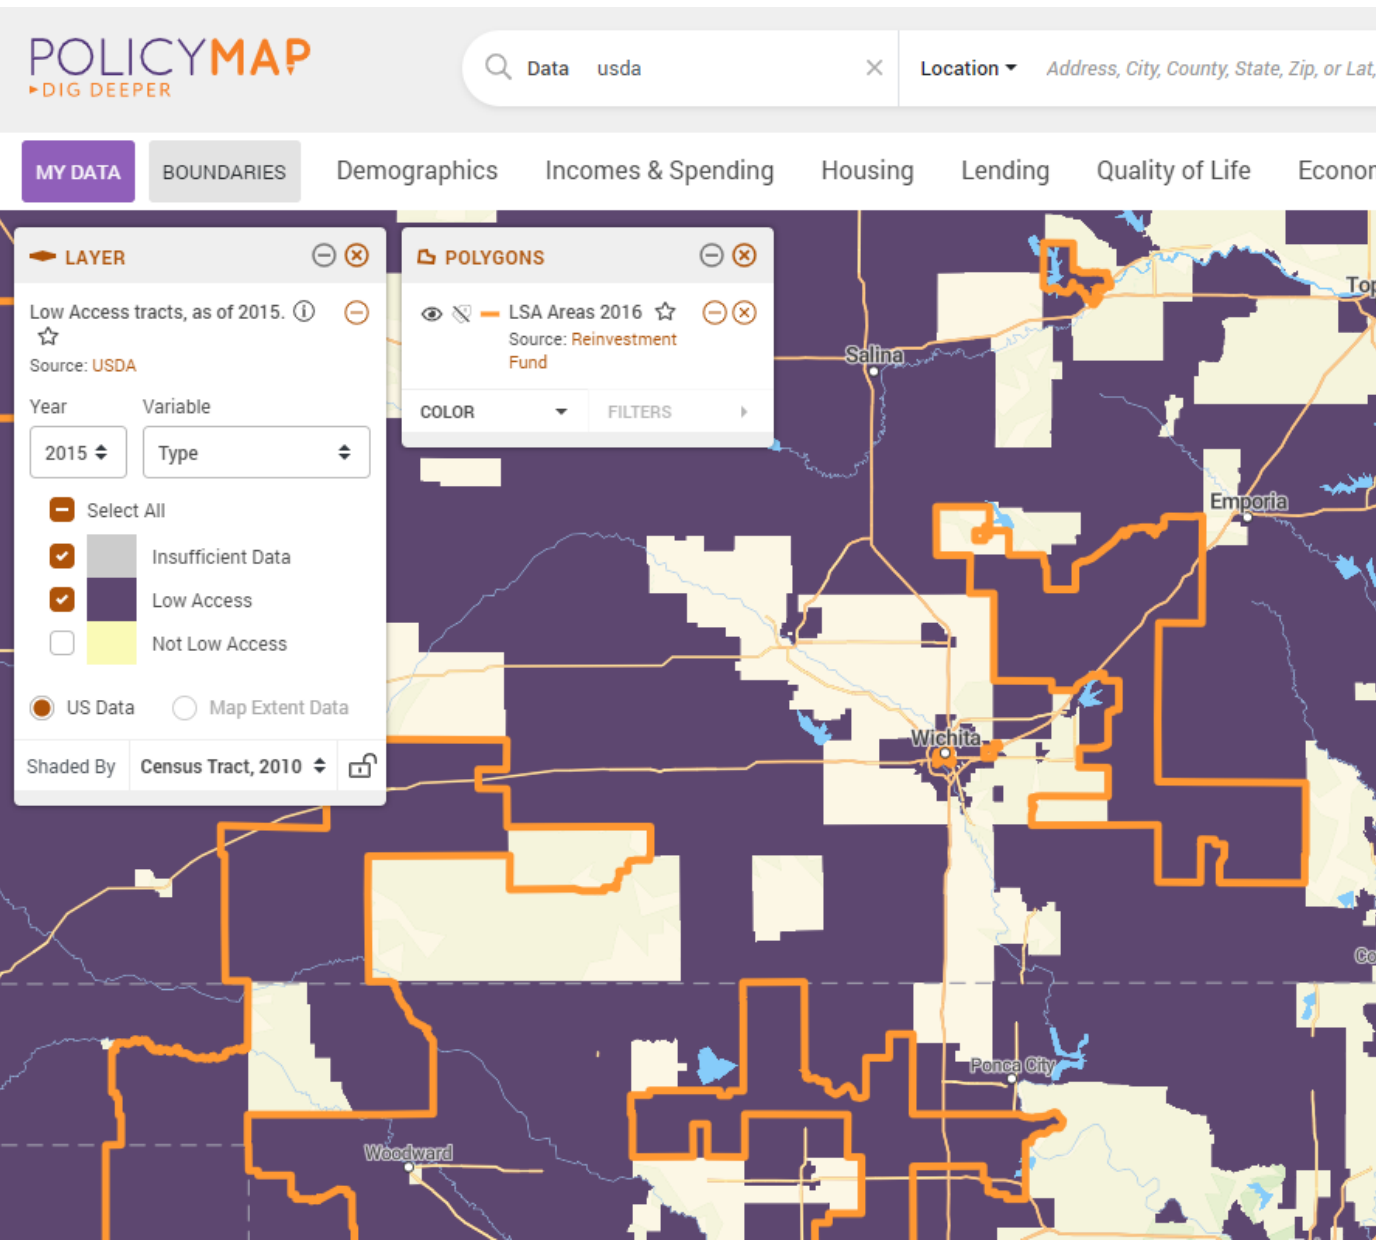 POLICYMAP
DIG DEEPER
Data usda
Location
Address, City, County, State, Zip, or Lat,
MY DATA
BOUNDARIES
Demographics
Incomes & Spending
Housing
Lending
Quality of Life
Econor
LAYER
Low Access tracts, as of 2015.
Source: USDA
Year
Variable
2015
Type
Select All
Insufficient Data
Low Access
Not Low Access
US Data
Map Extent Data
Shaded By
Census Tract, 2010
POLYGONS
LSA Areas 2016
Source: Reinvestment
Fund
COLOR
FILTERS
Top
Salina
Emporia
Wichita
Co
Ponca City
Woodward